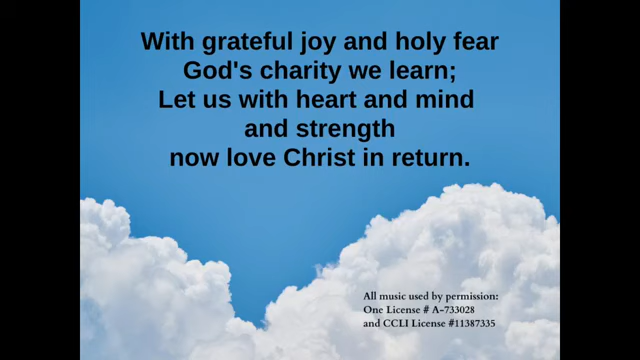 With grateful joy and holy fear
God's charity we learn;
Let us with heart and mind
and strength
now love Christ in return.
All music used by permission:
One License # A-733028
and CCLI License #11387335